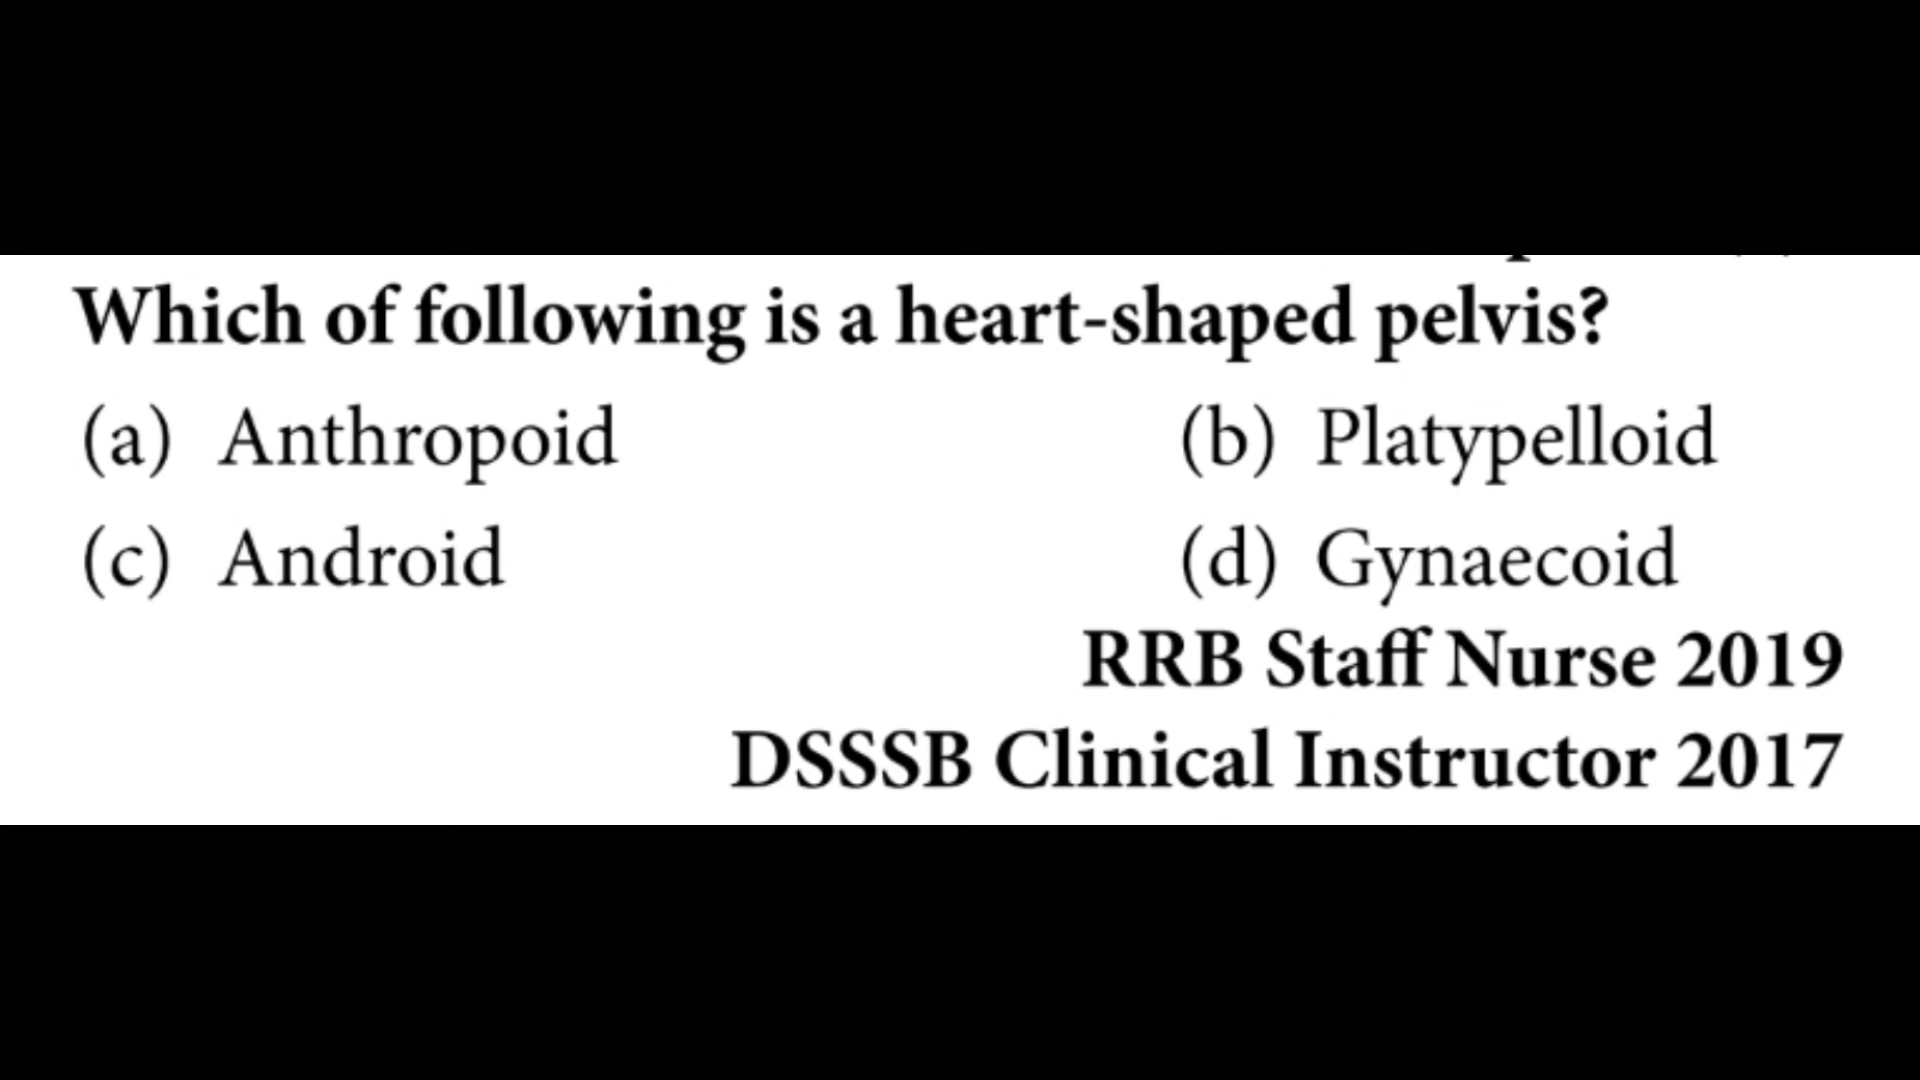 Which of following is a heart-shaped pelvis?
(a) Anthropoid (b) Platypelloid
(c) Android (d) Gynaecoid
RRB Staff Nurse 2019
DSSSB Clinical Instructor 2017